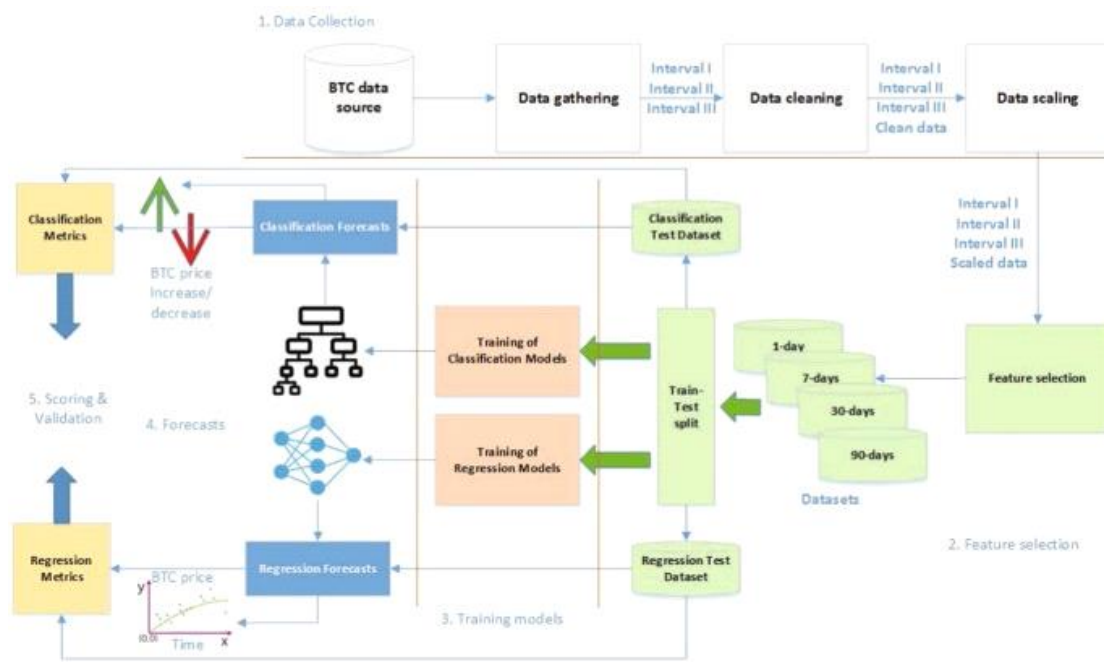 1. Data Collection
BTC data
source
Data gathering
Interval I
Interval II
Interval III
Data cleaning
Interval I
Interval II
Interval III
Clean data
Data scaling
Classification
Metrics
BTC price
Increase/
decrease
Classification Forecasts
Classification
Test Dataset
Interval I
Interval II
Interval III
Scaled data
Training of
Classification Models
Train-
Test
split
1-day
7-days
30-days
90-days
Datasets
Feature selection
5. Scoring &
Validation
4. Forecasts
Training of
Regression Models
2. Feature selection
Regression
Metrics
BTC price
y
(0,0)
Time
x
Regression Forecasts
3. Training models
Regression Test
Dataset